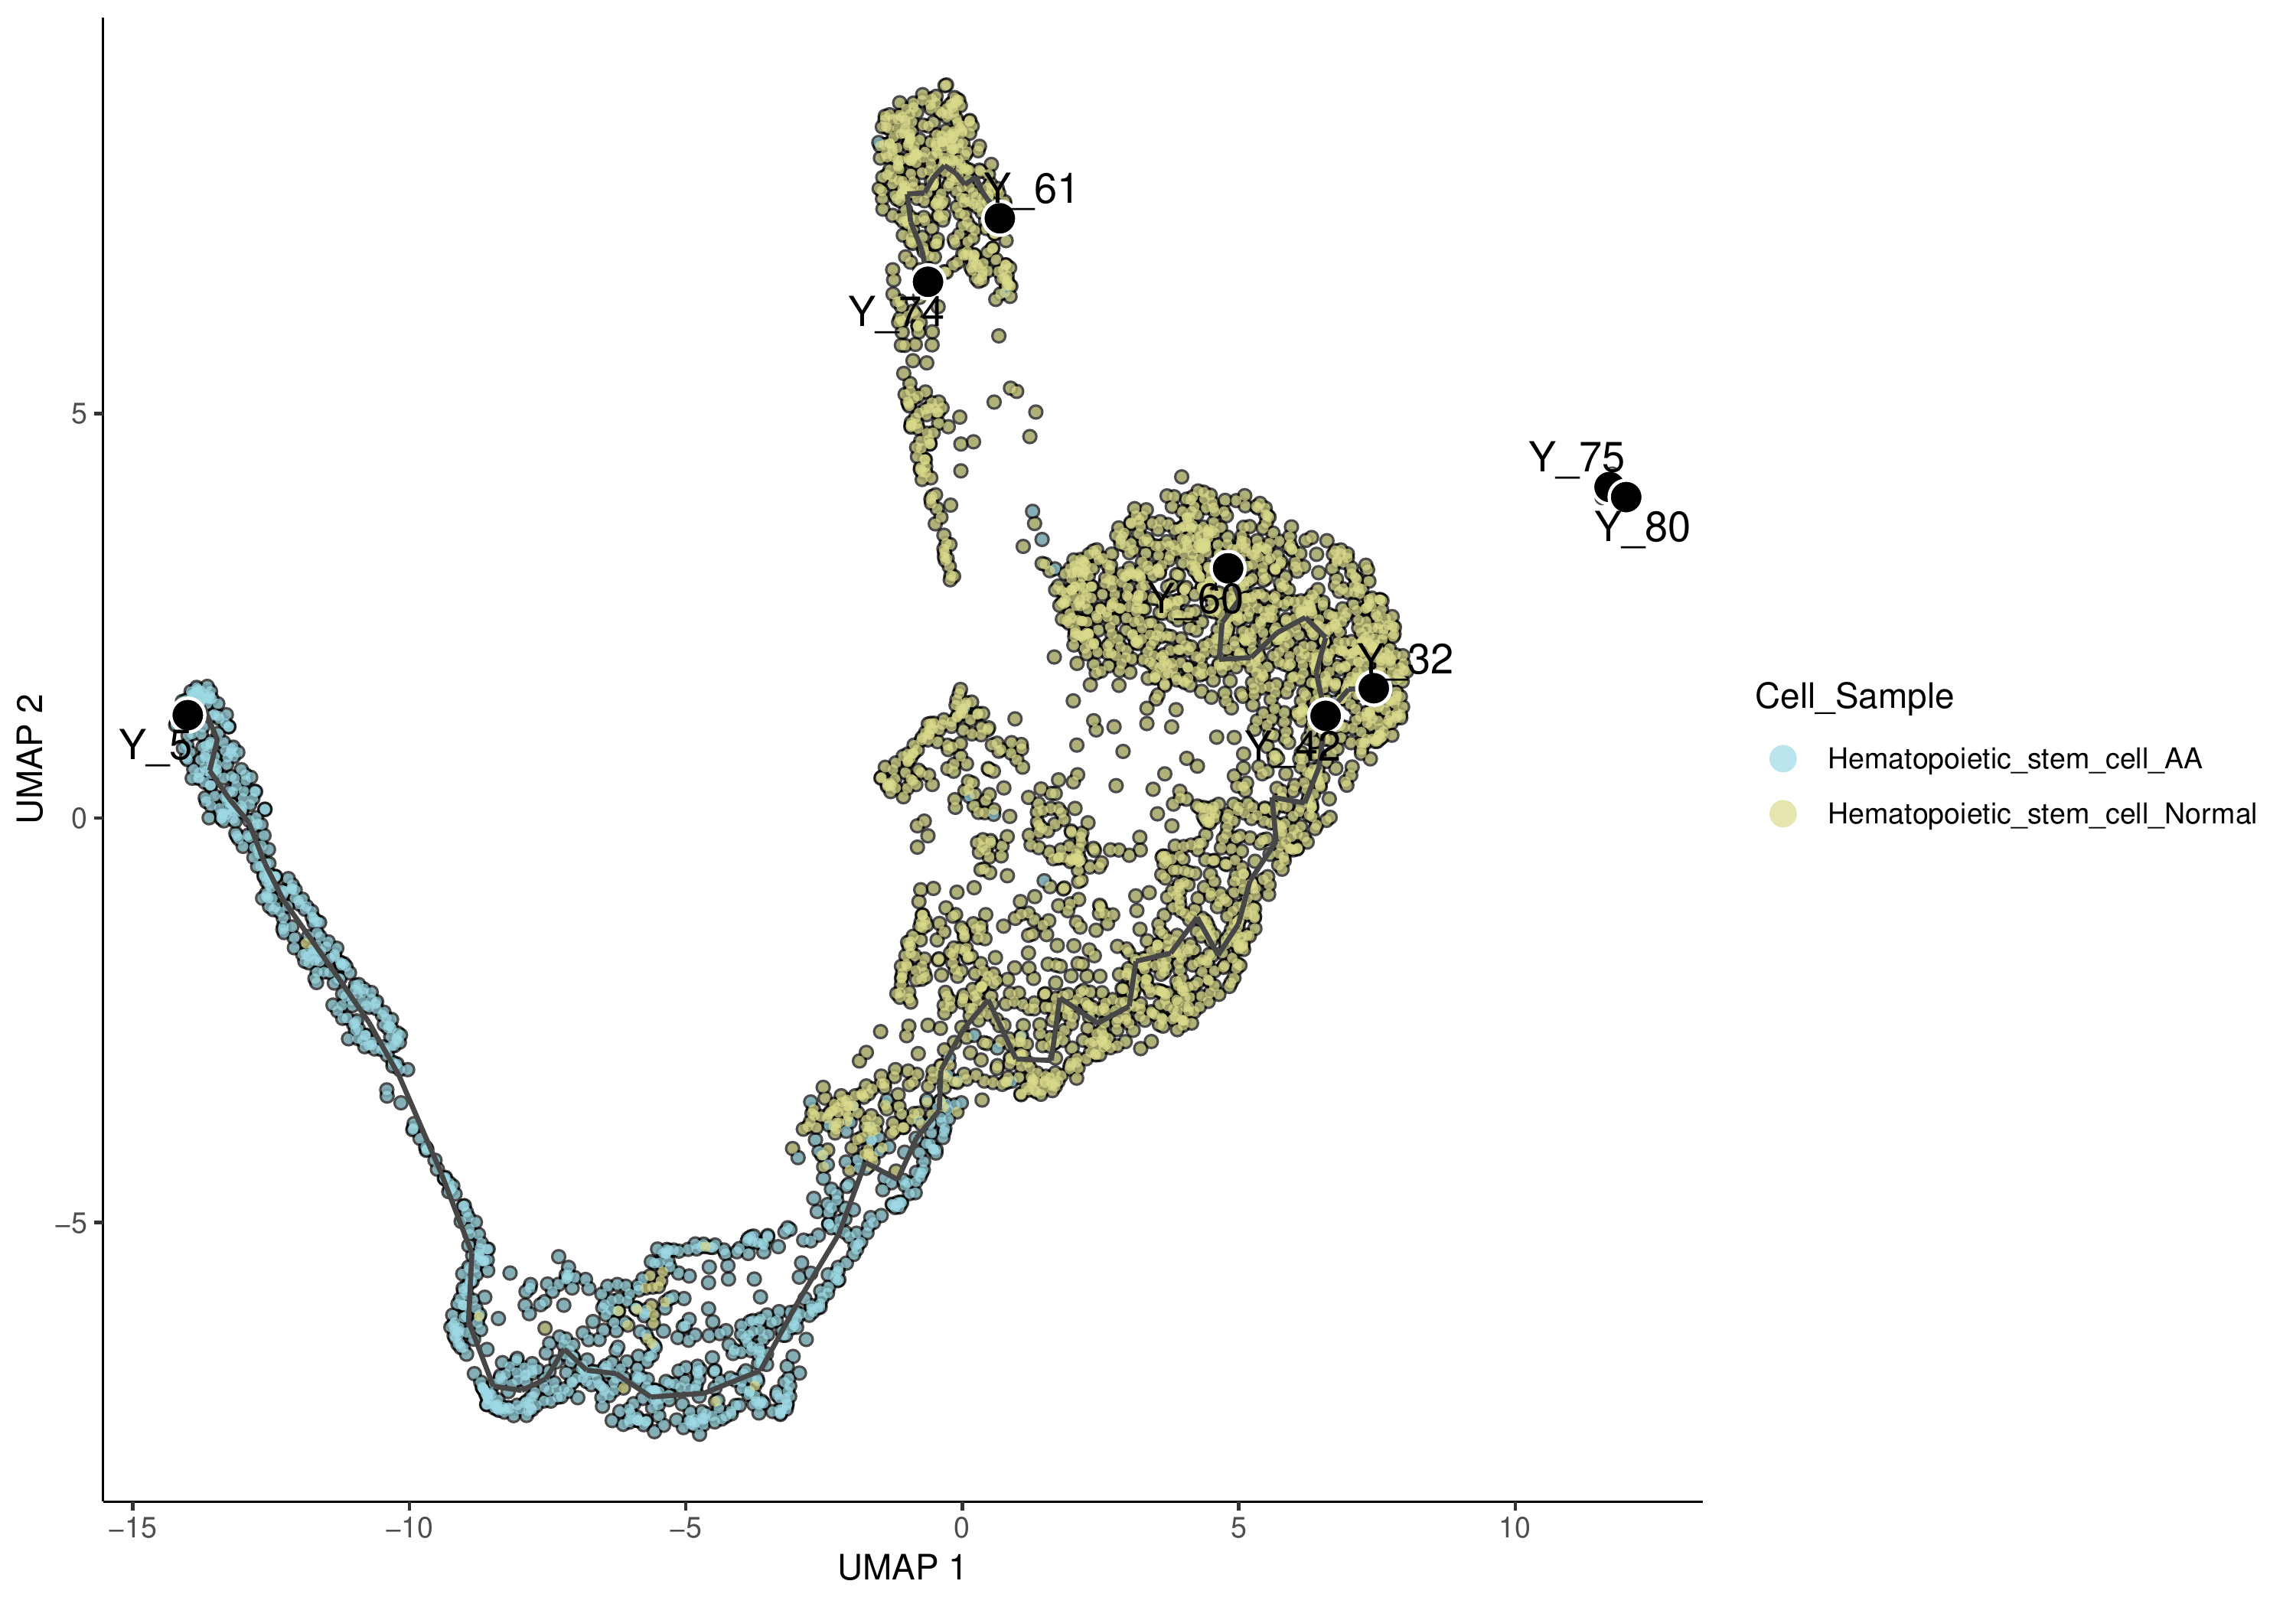 Y_61
Y_74
5
Y_75
Y_80
Y_60
Y_32
Y_5
Y_42
0
−5
UMAP 2
−15
−10
−5
0
5
10
UMAP 1
Cell_Sample
Hematopoietic_stem_cell_AA
Hematopoietic_stem_cell_Normal